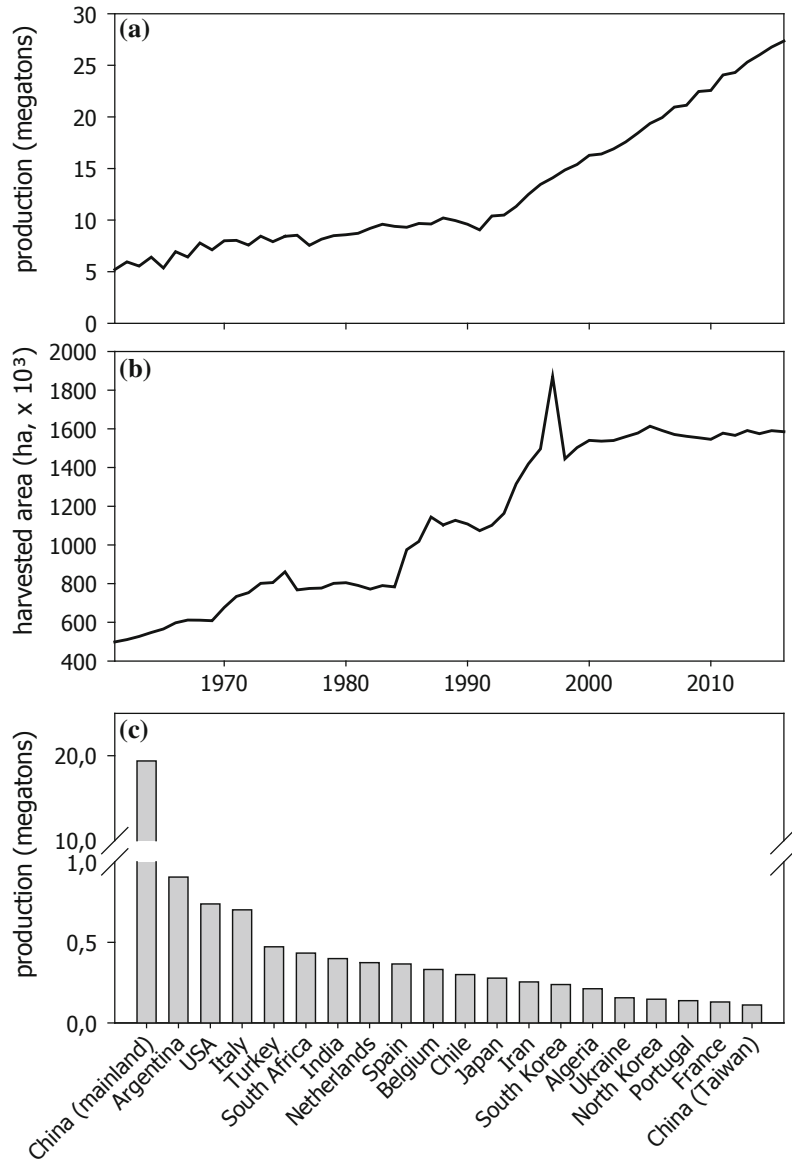 (a)
production (megatons)
30
25
20
15
10
5
0
(b)
harvested area (ha, x 10³)
2000
1800
1600
1400
1200
1000
800
600
400
1970 1980 1990 2000 2010
(c)
production (megatons)
20,0
10,0
1,0
0,5
0,0
China (mainland)
Argentina
USA
Italy
Turkey
South Africa
India
Netherlands
Spain
Belgium
Chile
Japan
Iran
South Korea
Algeria
Ukraine
North Korea
Portugal
France
China (Taiwan)